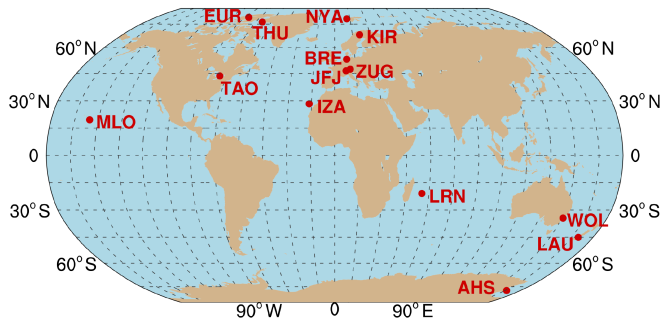 EUR
NYA
THU
KIR
60°N
BRE
ZUG
JFJ
TAO
30°N
IZA
30°N
MLO
0
0
LRN
30°S
WOL
30°S
LAU
60°S
60°S
AHS
90°W
0
90°E